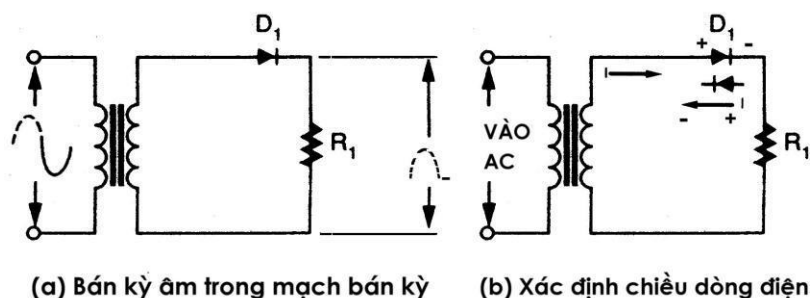 D1
R1
(a) Bán kỳ âm trong mạch bán kỳ
D1
+ -
I
I
- +
VÀO
AC
R1
(b) Xác định chiều dòng điện